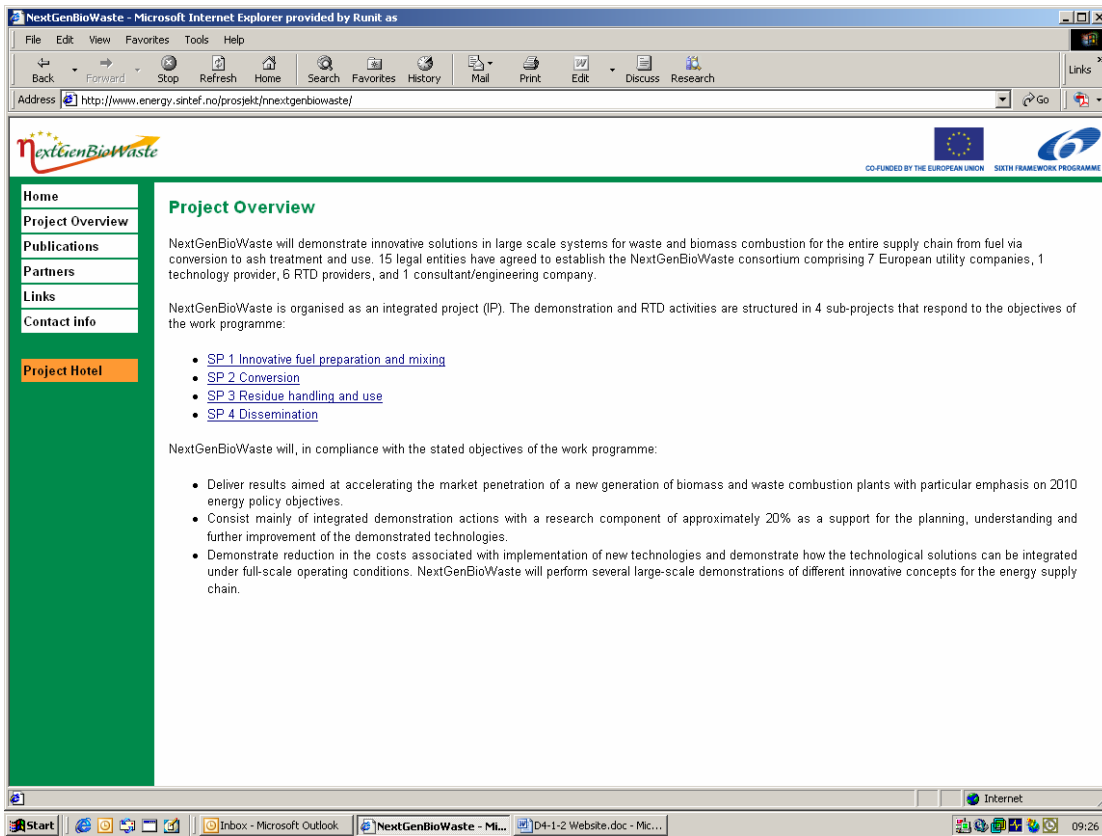 NextGenBioWaste - Microsoft Internet Explorer provided by Runit as
File Edit View Favorites Tools Help
Back Forward Stop Refresh Home Search Favorites History Mail Print Edit Discuss Research Links
Address http://www.energy.sintef.no/prosjekt/nnextgenbiowaste/ Go
NextGenBioWaste
CO-FUNDED BY THE EUROPEAN UNION SIXTH FRAMEWORK PROGRAMME
Home
Project Overview
Publications
Partners
Links
Contact info
Project Hotel
Project Overview
NextGenBioWaste will demonstrate innovative solutions in large scale systems for waste and biomass combustion for the entire supply chain from fuel via
conversion to ash treatment and use. 15 legal entities have agreed to establish the NextGenBioWaste consortium comprising 7 European utility companies, 1
technology provider, 6 RTD providers, and 1 consultant/engineering company.
NextGenBioWaste is organised as an integrated project (IP). The demonstration and RTD activities are structured in 4 sub-projects that respond to the objectives of
the work programme:
• SP 1 Innovative fuel preparation and mixing
• SP 2 Conversion
• SP 3 Residue handling and use
• SP 4 Dissemination
NextGenBioWaste will, in compliance with the stated objectives of the work programme:
• Deliver results aimed at accelerating the market penetration of a new generation of biomass and waste combustion plants with particular emphasis on 2010
energy policy objectives.
• Consist mainly of integrated demonstration actions with a research component of approximately 20% as a support for the planning, understanding and
further improvement of the demonstrated technologies.
• Demonstrate reduction in the costs associated with implementation of new technologies and demonstrate how the technological solutions can be integrated
under full-scale operating conditions. NextGenBioWaste will perform several large-scale demonstrations of different innovative concepts for the energy supply
chain.
Internet
Start Inbox - Microsoft Outlook NextGenBioWaste - Mi... D4-1-2 Website.doc - Mic... 09:26